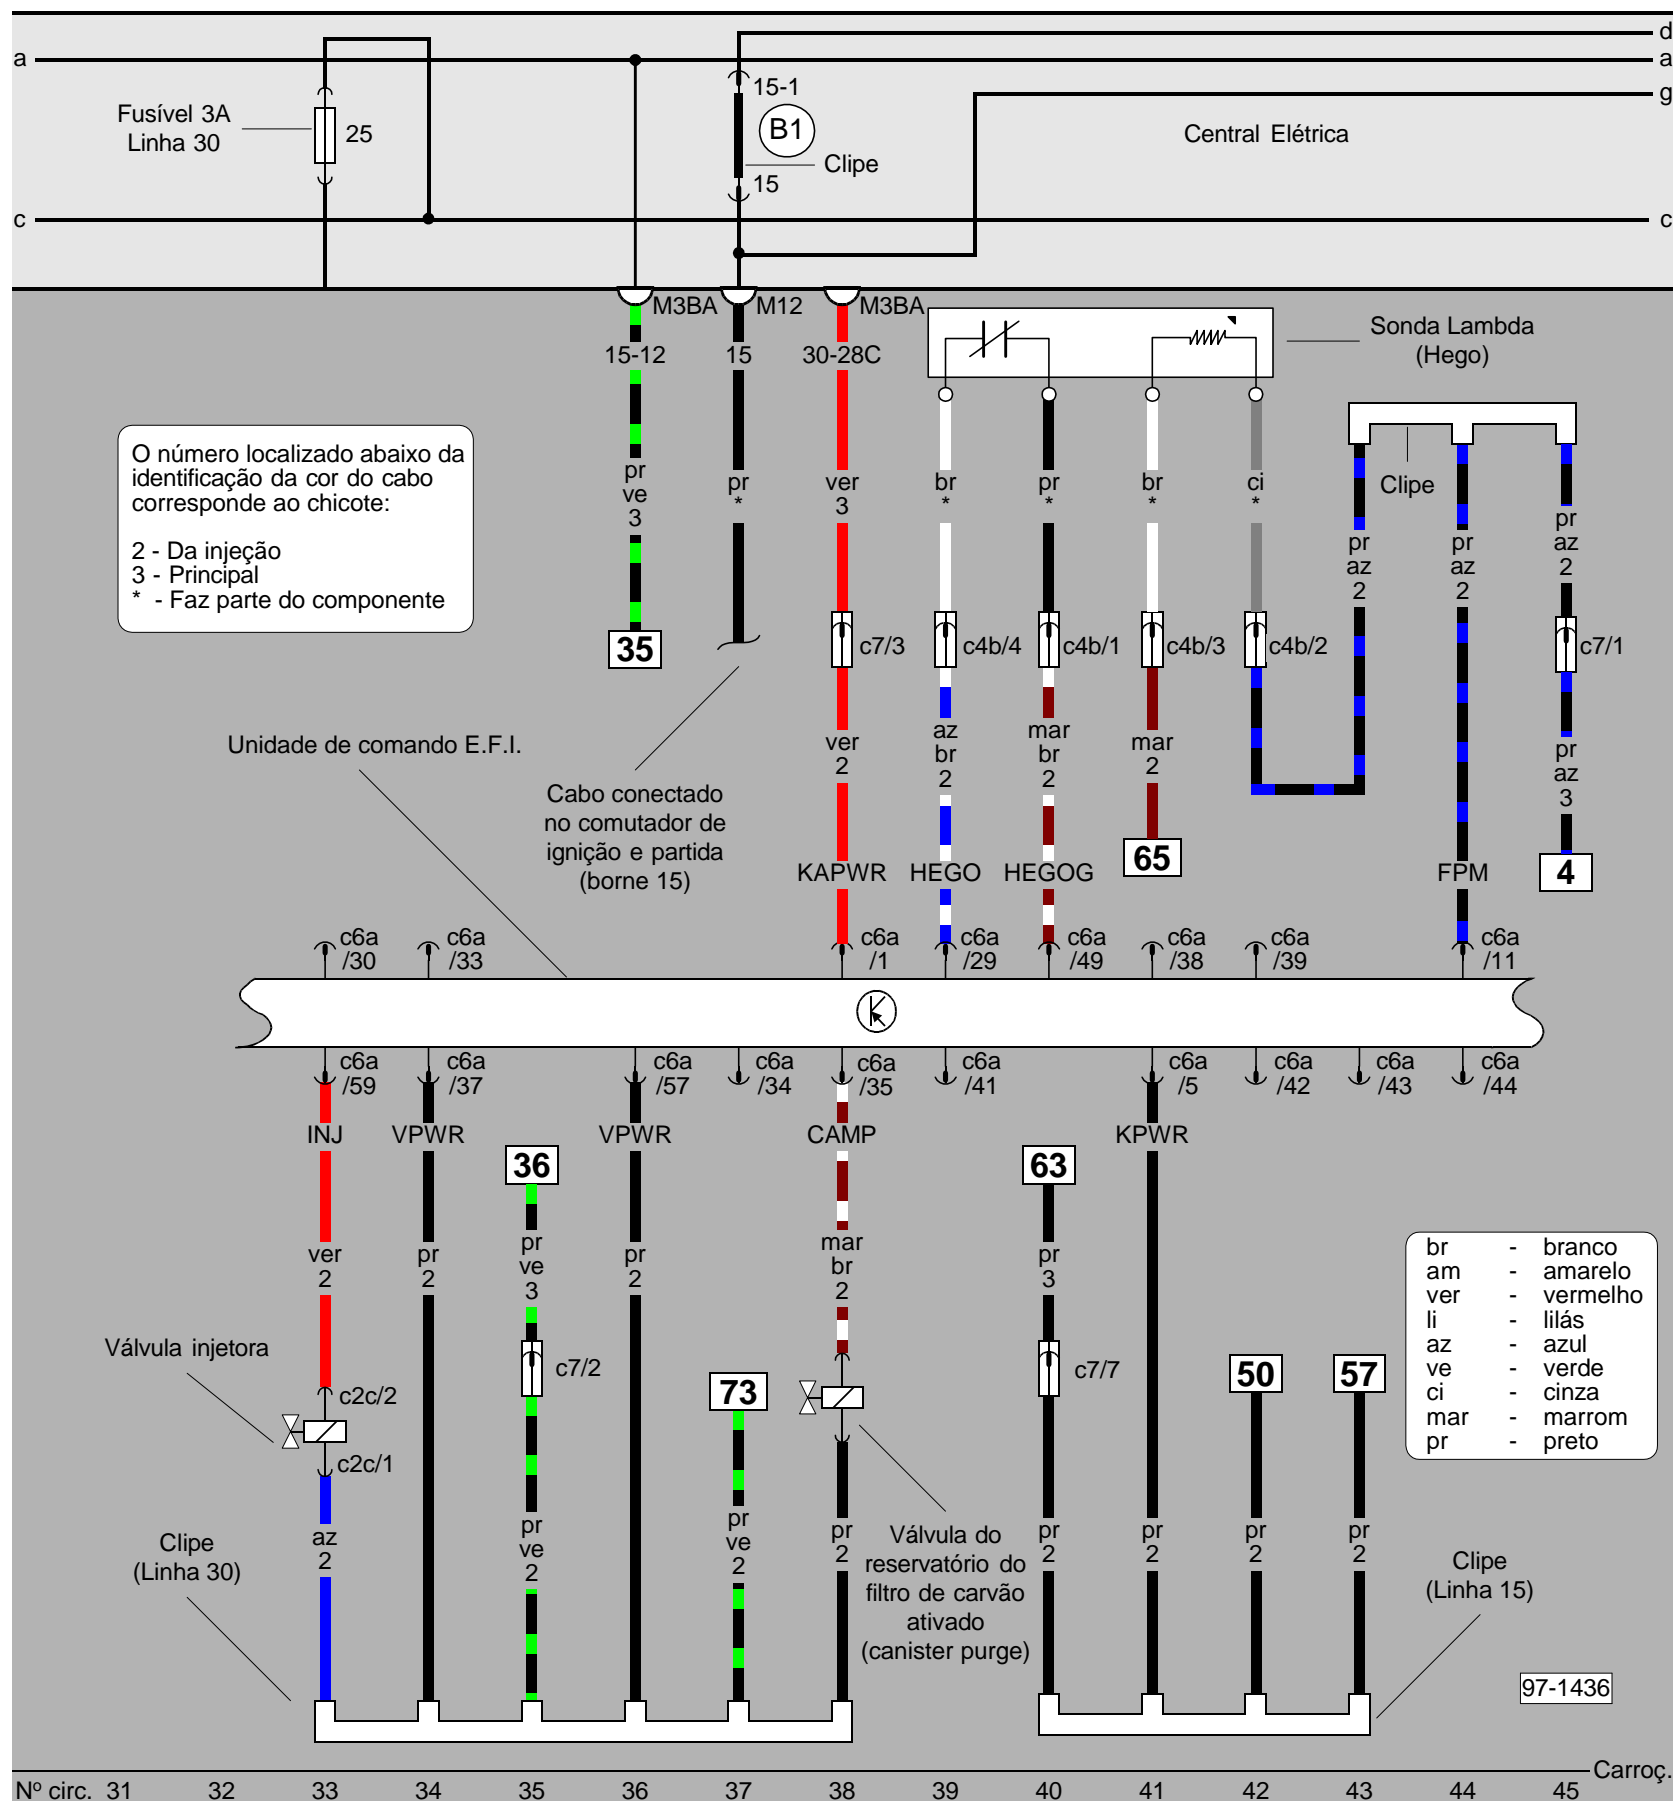 d
a
a
15-1
g
Fusível 3A
Linha 30
25
B1
Central Elétrica
Clipe
15
c
c
M3BA
M12
M3BA
15-12
15
30-28C
Sonda Lambda
(Hego)
O número localizado abaixo da
identificação da cor do cabo
corresponde ao chicote:
2 - Da injeção
3 - Principal
* - Faz parte do componente
pr
ve
3
pr
*
ver
3
br
*
pr
*
br
*
ci
*
Clipe
pr
az
2
pr
az
2
pr
az
2
35
c7/3
c4b/4
c4b/1
c4b/3
c4b/2
c7/1
Unidade de comando E.F.I.
ver
2
az
br
2
mar
br
2
mar
2
pr
az
3
Cabo conectado
no comutador de
ignição e partida
(borne 15)
KAPWR
HEGO
HEGOG
65
FPM
4
c6a
/30
c6a
/33
c6a
/1
c6a
/29
c6a
/49
c6a
/38
c6a
/39
c6a
/11
c6a
/59
c6a
/37
c6a
/57
c6a
/34
c6a
/35
c6a
/41
c6a
/5
c6a
/42
c6a
/43
c6a
/44
INJ
VPWR
VPWR
CAMP
KPWR
36
63
ver
2
pr
2
pr
ve
3
pr
2
mar
br
2
pr
3
br - branco
am - amarelo
ver - vermelho
li - lilás
az - azul
ve - verde
ci - cinza
mar - marrom
pr - preto
Válvula injetora
c2c/2
c7/2
73
c7/7
50
57
c2c/1
Clipe
(Linha 30)
az
2
pr
ve
2
pr
ve
2
pr
2
Válvula do
reservatório do
filtro de carvão
ativado
(canister purge)
pr
2
pr
2
pr
2
pr
2
Clipe
(Linha 15)
97-1436
Carroç.
Nº circ. 31 32 33 34 35 36 37 38 39 40 41 42 43 44 45